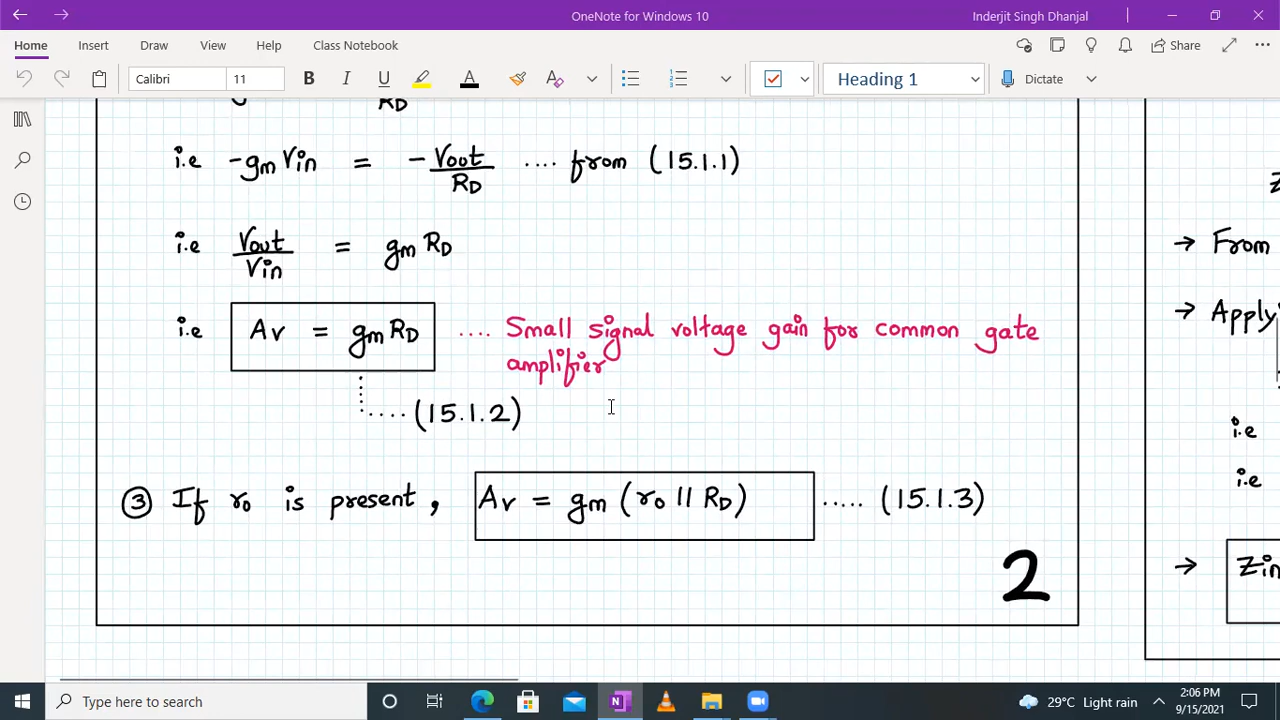 OneNote for Windows 10
Inderjit Singh Dhanjal
Home Insert Draw View Help Class Notebook
Share
Calibri 11 B I U A Heading 1 Dictate
RD
i.e -gm Vin = -Vout/RD .... from (15.1.1)
i.e Vout/Vin = gm RD
i.e Av = gm RD .... Small signal voltage gain for common gate
amplifier
.... (15.1.2)
③ If ro is present, Av = gm (ro || RD) ..... (15.1.3)
2
→ From
→ Apply
i.e
i.e
→ Zin
Type here to search
29°C Light rain
2:06 PM
9/15/2021